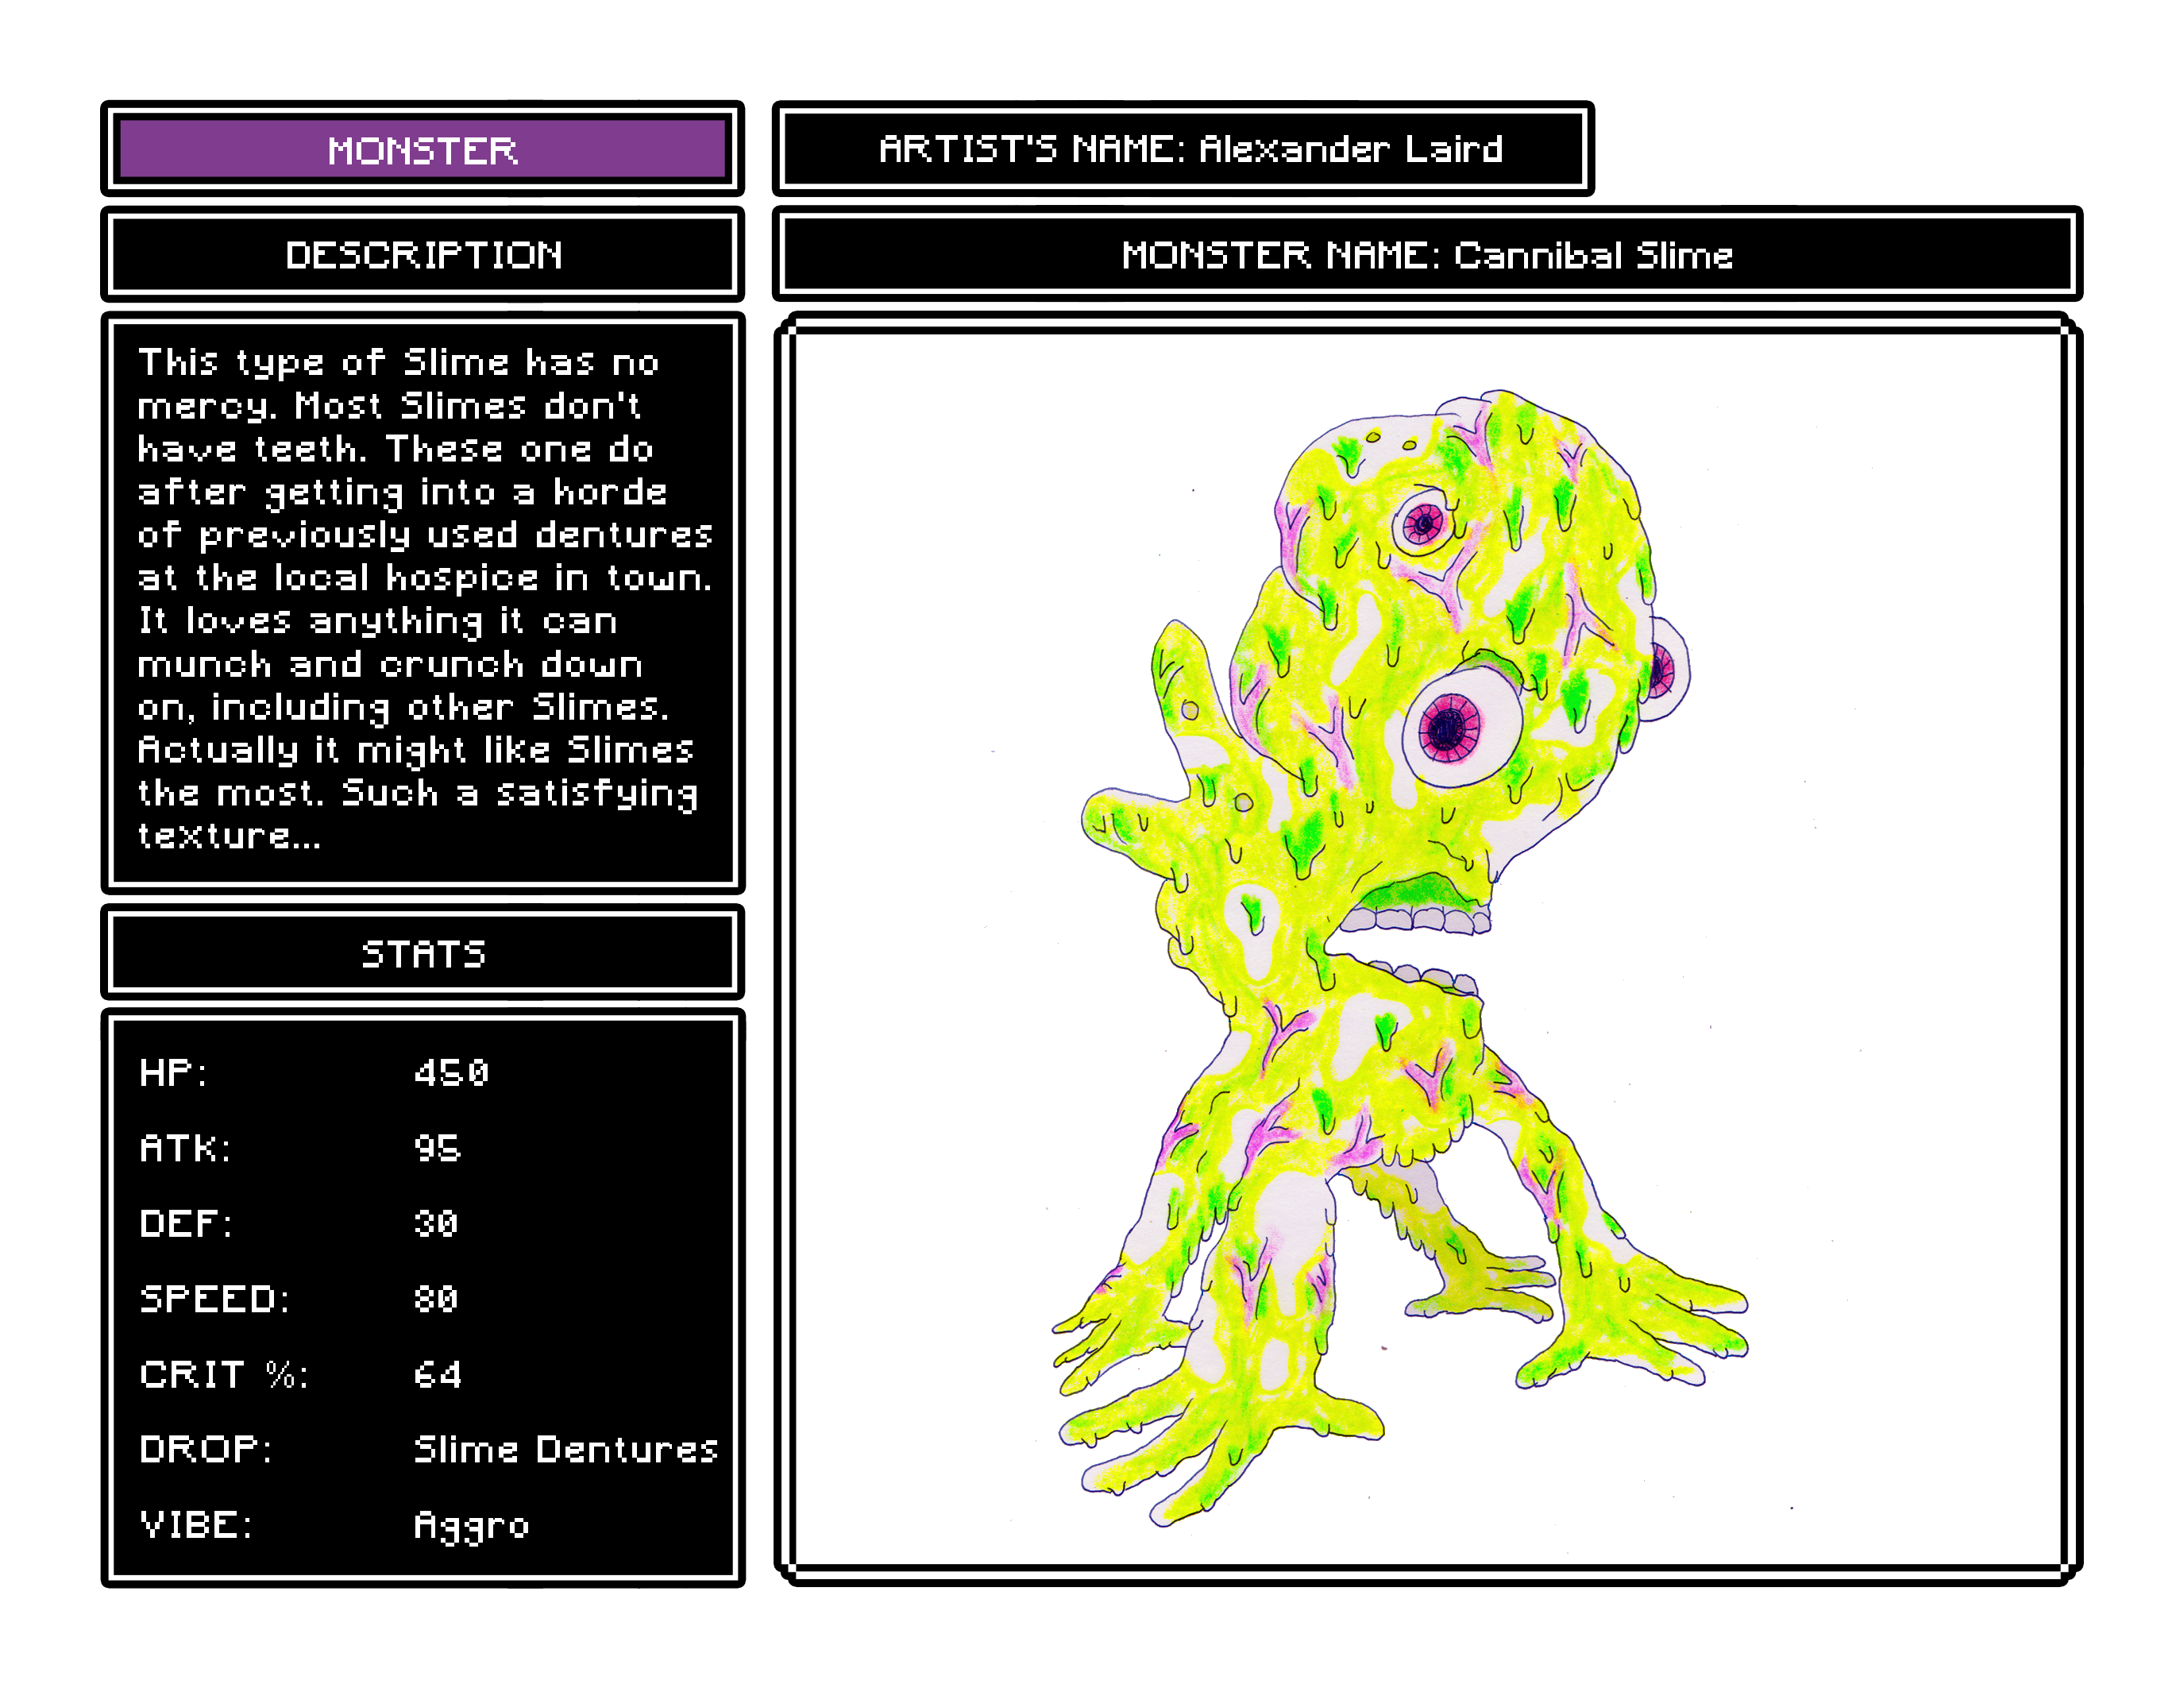 MONSTER
ARTIST'S NAME: Alexander Laird
DESCRIPTION
MONSTER NAME: Cannibal Slime
This type of Slime has no
mercy. Most Slimes don't
have teeth. These one do
after getting into a horde
of previously used dentures
at the local hospice in town.
It loves anything it can
munch and crunch down
on, including other Slimes.
Actually it might like Slimes
the most. Such a satisfying
texture...
STATS
HP: 450
ATK: 95
DEF: 30
SPEED: 80
CRIT %: 64
DROP: Slime Dentures
VIBE: Aggro